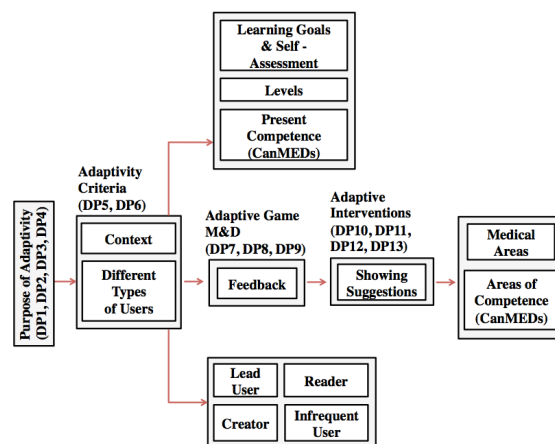 Learning Goals
& Self -
Assessment
Levels
Present
Competence
(CanMEDs)
Purpose of Adaptivity
(DP1, DP2, DP3, DP4)
Adaptivity
Criteria
(DP5, DP6)
Context
Different
Types
of Users
Adaptive Game
M&D
(DP7, DP8, DP9)
Feedback
Adaptive
Interventions
(DP10, DP11,
DP12, DP13)
Showing
Suggestions
Medical
Areas
Areas of
Competence
(CanMEDs)
Lead
User
Reader
Creator
Infrequent
User